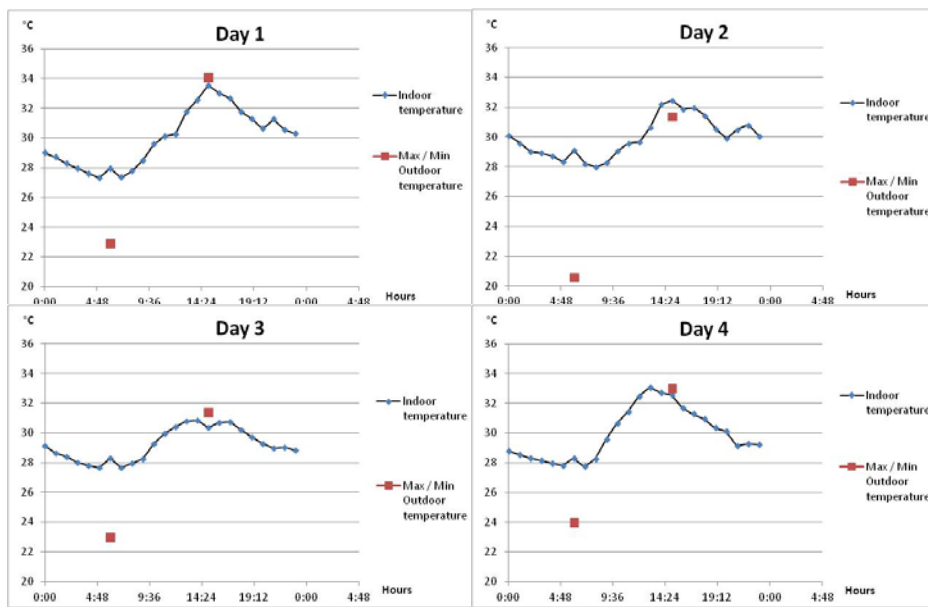 °C
Day 1
36
34
32
30
28
26
24
22
20
0:00 4:48 9:36 14:24 19:12 0:00 4:48
Hours
Indoor
temperature
Max / Min
Outdoor
temperature
°C
Day 2
36
34
32
30
28
26
24
22
20
0:00 4:48 9:36 14:24 19:12 0:00 4:48
Hours
Indoor
temperature
Max / Min
Outdoor
temperature
°C
Day 3
36
34
32
30
28
26
24
22
20
0:00 4:48 9:36 14:24 19:12 0:00 4:48
Hours
Indoor
temperature
Max / Min
Outdoor
temperature
°C
Day 4
36
34
32
30
28
26
24
22
20
0:00 4:48 9:36 14:24 19:12 0:00 4:48
Hours
Indoor
temperature
Max / Min
Outdoor
temperature